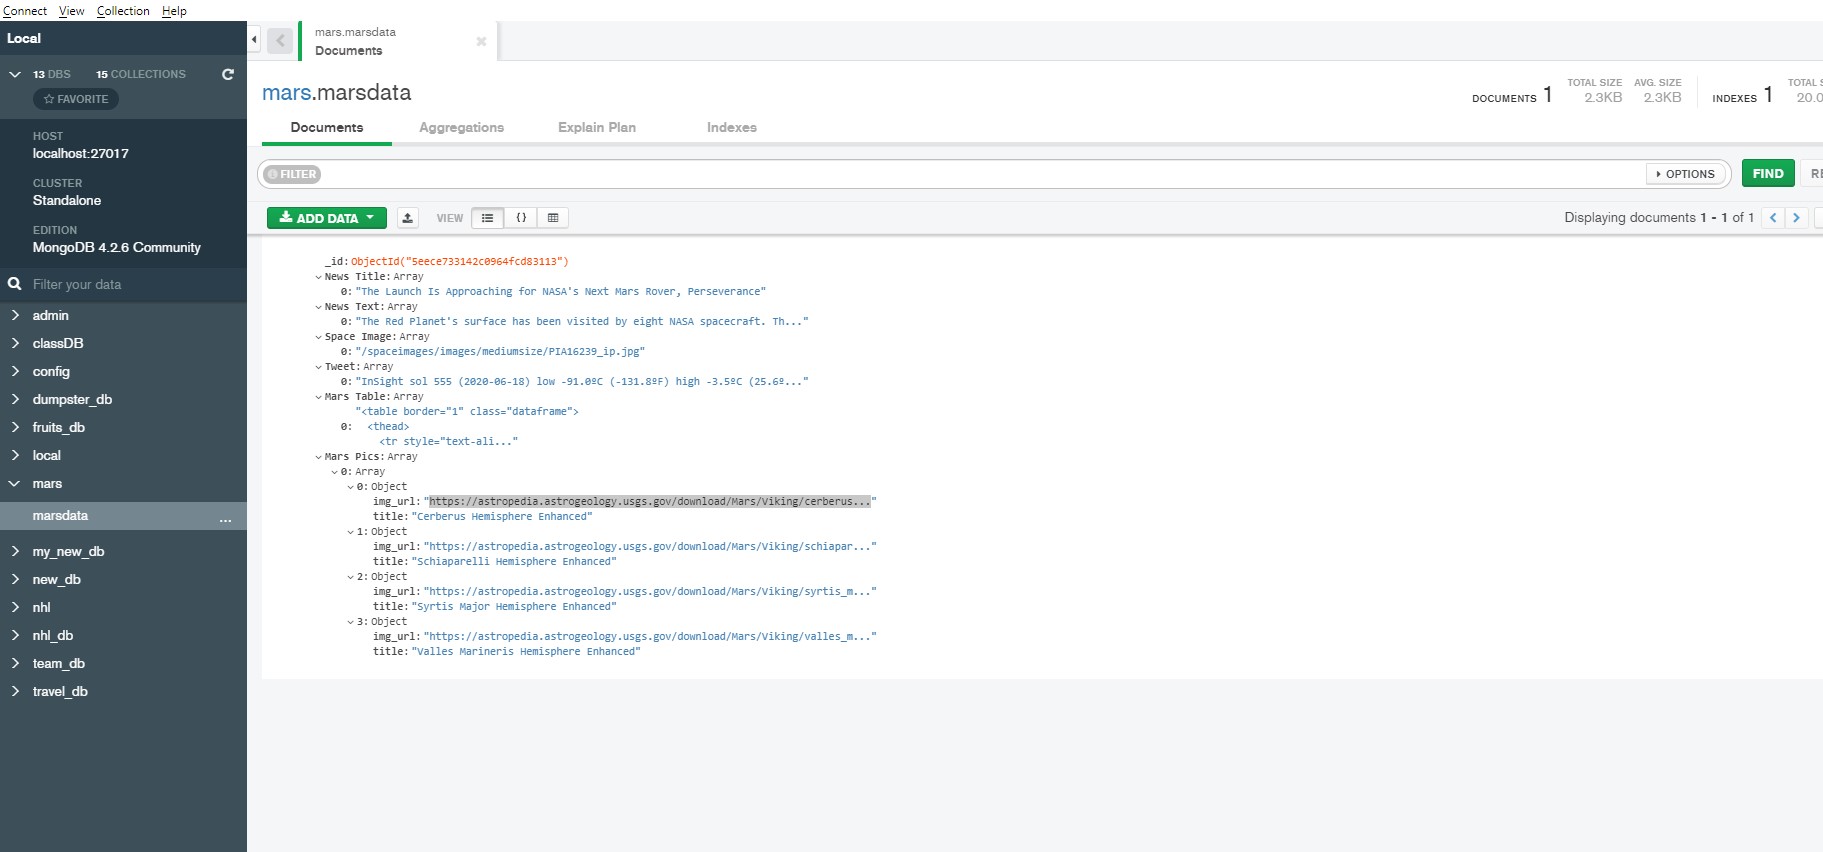 Connect View Collection Help
Local
13 DBS 15 COLLECTIONS
FAVORITE
HOST
localhost:27017
CLUSTER
Standalone
EDITION
MongoDB 4.2.6 Community
Filter your data
admin
classDB
config
dumpster_db
fruits_db
local
mars
marsdata ...
my_new_db
new_db
nhl
nhl_db
team_db
travel_db
mars.marsdata
Documents
mars.marsdata
DOCUMENTS 1 TOTAL SIZE 2.3KB AVG. SIZE 2.3KB INDEXES 1 TOTAL S 20.0
Documents Aggregations Explain Plan Indexes
FILTER OPTIONS FIND RE
ADD DATA VIEW {} Displaying documents 1 - 1 of 1
_id: ObjectId("5eece733142c0964fcd83113")
News Title: Array
0: "The Launch Is Approaching for NASA's Next Mars Rover, Perseverance"
News Text: Array
0: "The Red Planet's surface has been visited by eight NASA spacecraft. Th..."
Space Image: Array
0: "/spaceimages/images/mediumsize/PIA16239_ip.jpg"
Tweet: Array
0: "InSight sol 555 (2020-06-18) low -91.0ºC (-131.8ºF) high -3.5ºC (25.6º..."
Mars Table: Array
"<table border="1" class="dataframe">
0: <thead>
<tr style="text-ali..."
Mars Pics: Array
0: Array
0: Object
img_url: "https://astropedia.astrogeology.usgs.gov/download/Mars/Viking/cerberus..."
title: "Cerberus Hemisphere Enhanced"
1: Object
img_url: "https://astropedia.astrogeology.usgs.gov/download/Mars/Viking/schiapar..."
title: "Schiaparelli Hemisphere Enhanced"
2: Object
img_url: "https://astropedia.astrogeology.usgs.gov/download/Mars/Viking/syrtis_m..."
title: "Syrtis Major Hemisphere Enhanced"
3: Object
img_url: "https://astropedia.astrogeology.usgs.gov/download/Mars/Viking/valles_m..."
title: "Valles Marineris Hemisphere Enhanced"